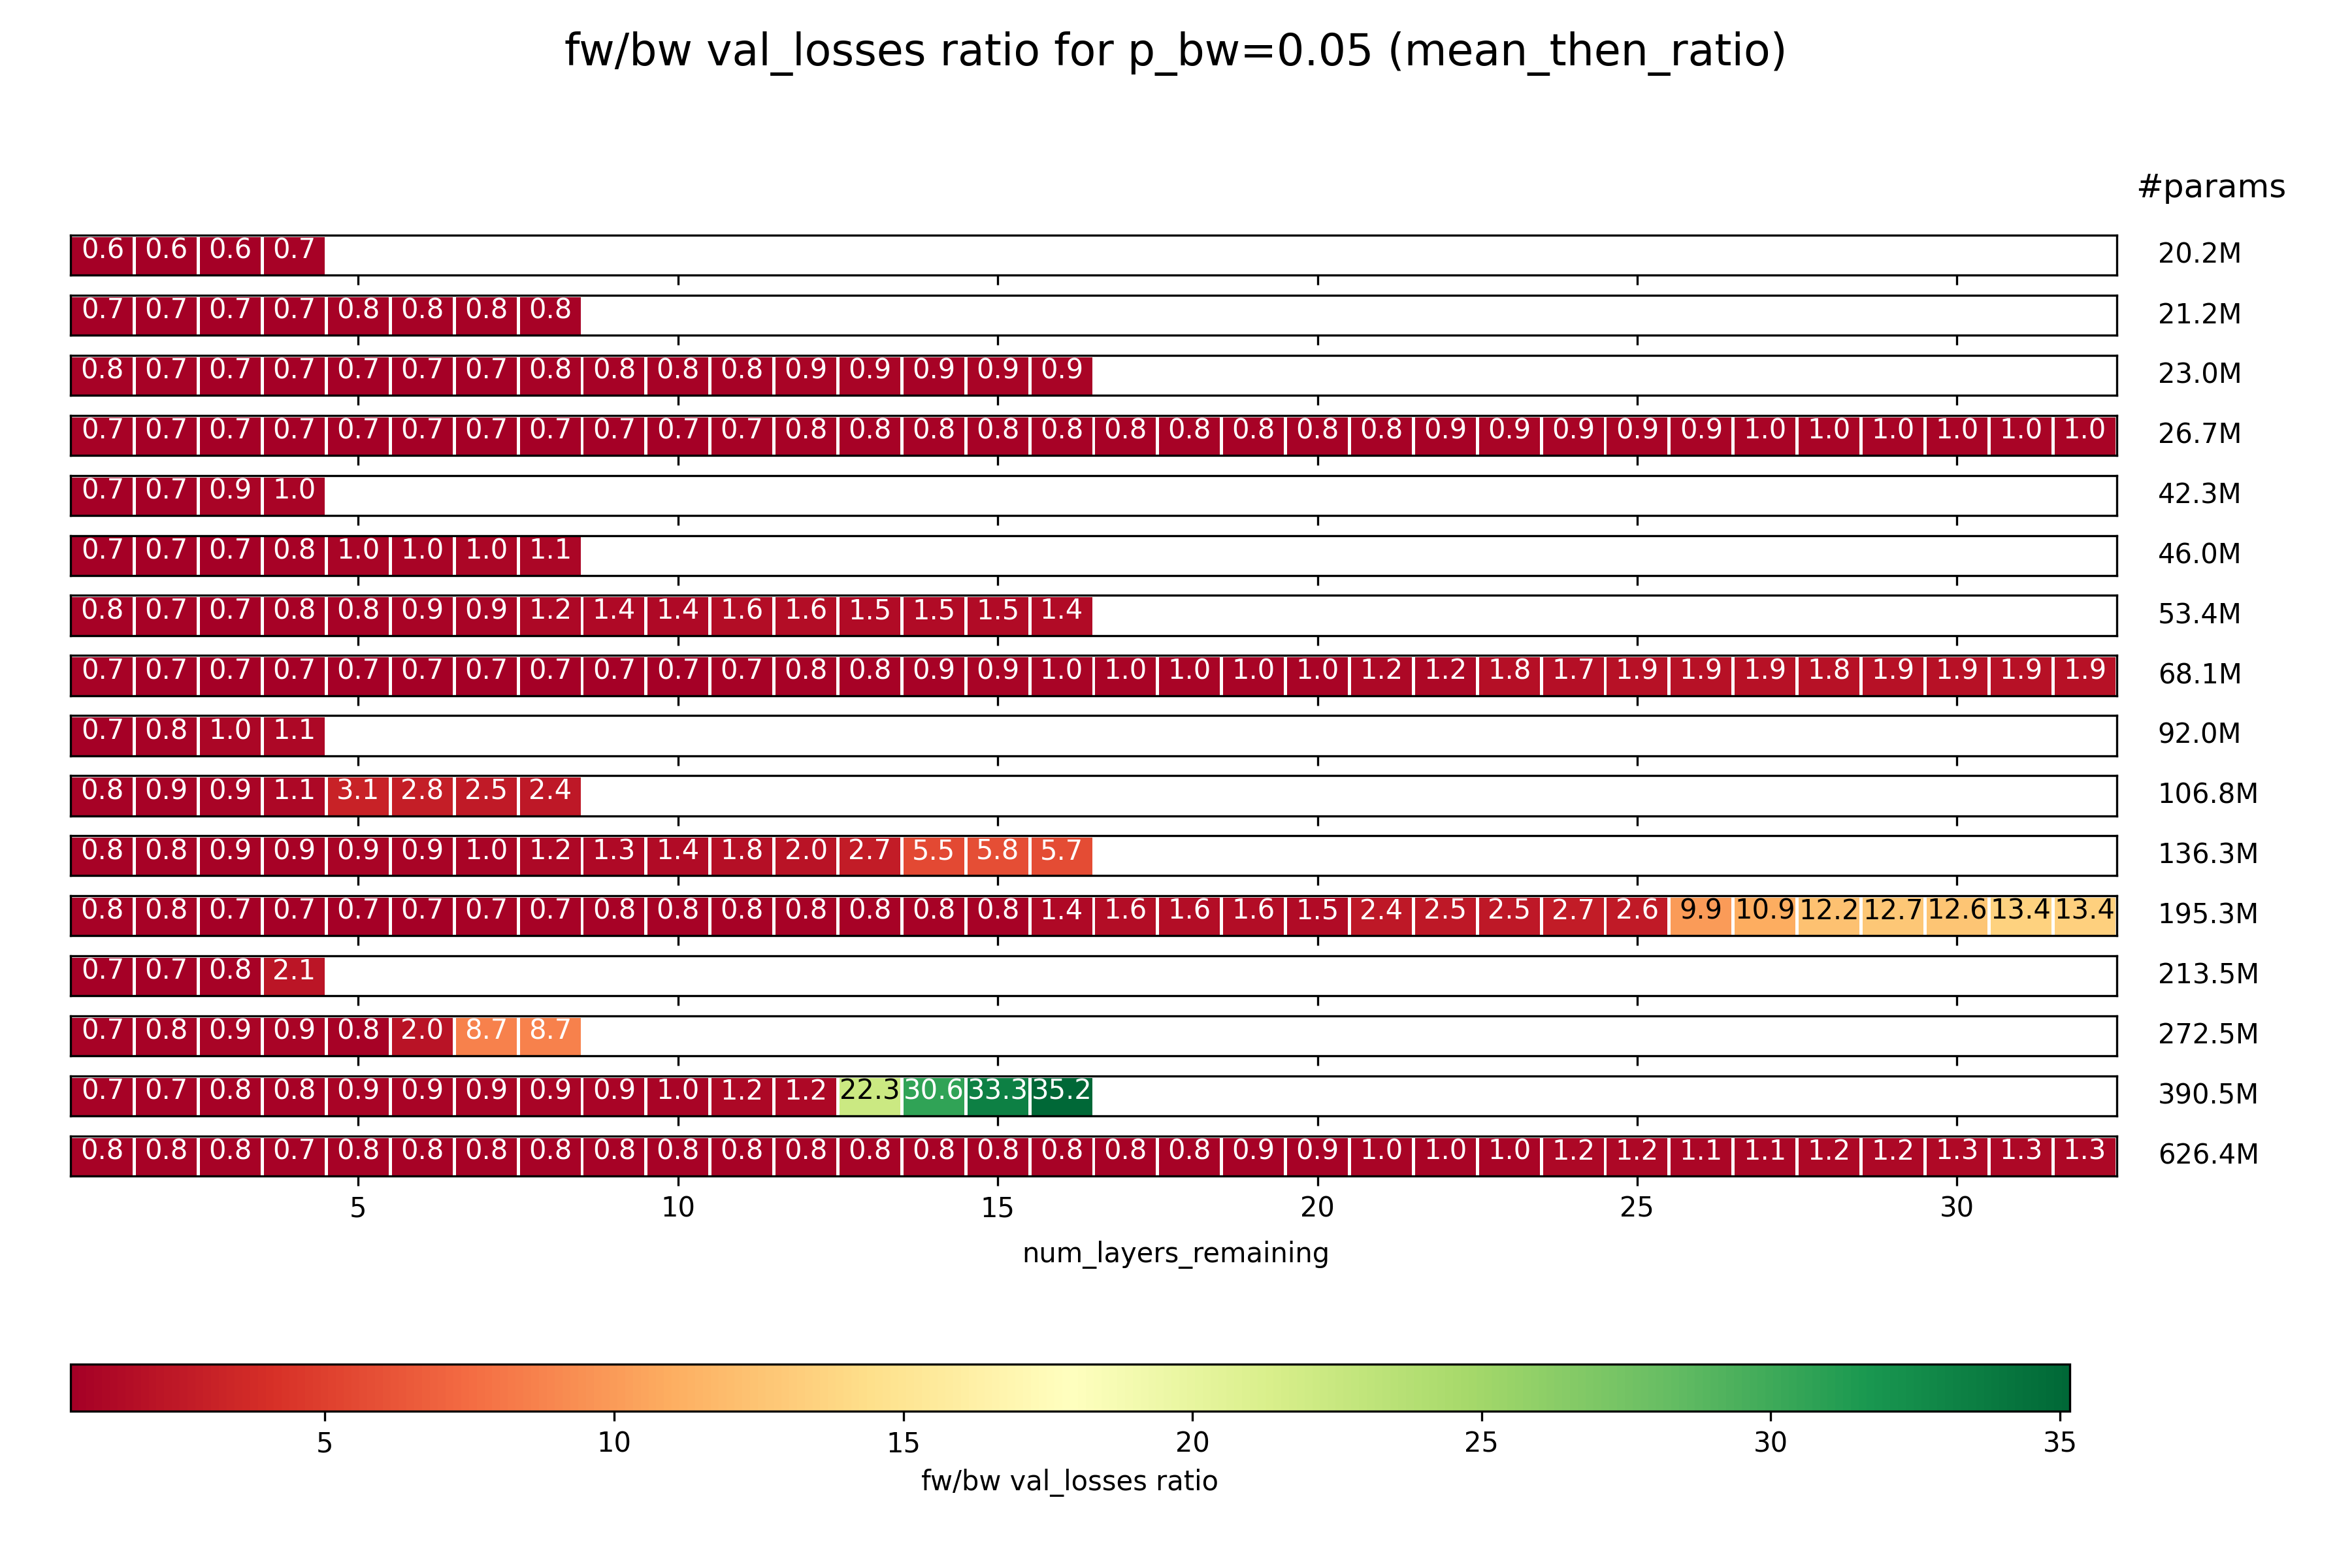 fw/bw val_losses ratio for p_bw=0.05 (mean_then_ratio)
#params
0.6 0.6 0.6 0.7 20.2M
0.7 0.7 0.7 0.7 0.8 0.8 0.8 0.8 21.2M
0.8 0.7 0.7 0.7 0.7 0.7 0.7 0.8 0.8 0.8 0.8 0.9 0.9 0.9 0.9 0.9 23.0M
0.7 0.7 0.7 0.7 0.7 0.7 0.7 0.7 0.7 0.7 0.7 0.8 0.8 0.8 0.8 0.8 0.8 0.8 0.8 0.8 0.8 0.9 0.9 0.9 0.9 0.9 1.0 1.0 1.0 1.0 1.0 1.0 26.7M
0.7 0.7 0.9 1.0 42.3M
0.7 0.7 0.7 0.8 1.0 1.0 1.0 1.1 46.0M
0.8 0.7 0.7 0.8 0.8 0.9 0.9 1.2 1.4 1.4 1.6 1.6 1.5 1.5 1.5 1.4 53.4M
0.7 0.7 0.7 0.7 0.7 0.7 0.7 0.7 0.7 0.7 0.7 0.8 0.8 0.9 0.9 1.0 1.0 1.0 1.0 1.0 1.2 1.2 1.8 1.7 1.9 1.9 1.9 1.8 1.9 1.9 1.9 1.9 68.1M
0.7 0.8 1.0 1.1 92.0M
0.8 0.9 0.9 1.1 3.1 2.8 2.5 2.4 106.8M
0.8 0.8 0.9 0.9 0.9 0.9 1.0 1.2 1.3 1.4 1.8 2.0 2.7 5.5 5.8 5.7 136.3M
0.8 0.8 0.7 0.7 0.7 0.7 0.7 0.7 0.8 0.8 0.8 0.8 0.8 0.8 0.8 1.4 1.6 1.6 1.6 1.5 2.4 2.5 2.5 2.7 2.6 9.9 10.9 12.2 12.7 12.6 13.4 13.4 195.3M
0.7 0.7 0.8 2.1 213.5M
0.7 0.8 0.9 0.9 0.8 2.0 8.7 8.7 272.5M
0.7 0.7 0.8 0.8 0.9 0.9 0.9 0.9 0.9 1.0 1.2 1.2 22.3 30.6 33.3 35.2 390.5M
0.8 0.8 0.8 0.7 0.8 0.8 0.8 0.8 0.8 0.8 0.8 0.8 0.8 0.8 0.8 0.8 0.8 0.8 0.9 0.9 1.0 1.0 1.0 1.2 1.2 1.1 1.1 1.2 1.2 1.3 1.3 1.3 626.4M
5 10 15 20 25 30
num_layers_remaining
5 10 15 20 25 30 35
fw/bw val_losses ratio